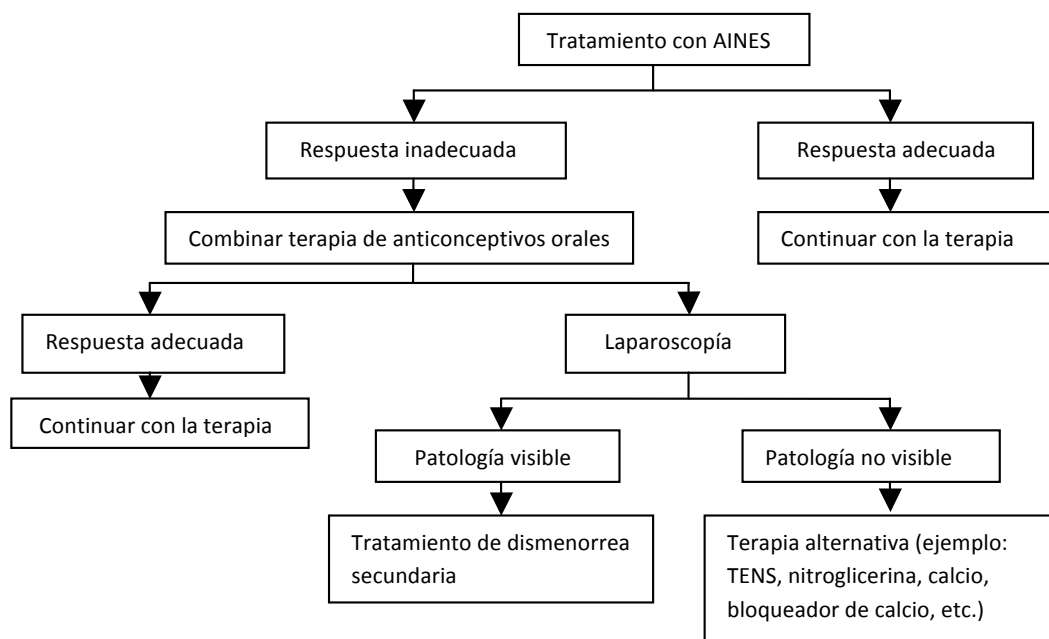 Tratamiento con AINES
Respuesta inadecuada
Respuesta adecuada
Combinar terapia de anticonceptivos orales
Continuar con la terapia
Respuesta adecuada
Laparoscopía
Continuar con la terapia
Patología visible
Patología no visible
Tratamiento de dismenorrea
secundaria
Terapia alternativa (ejemplo:
TENS, nitroglicerina, calcio,
bloqueador de calcio, etc.)